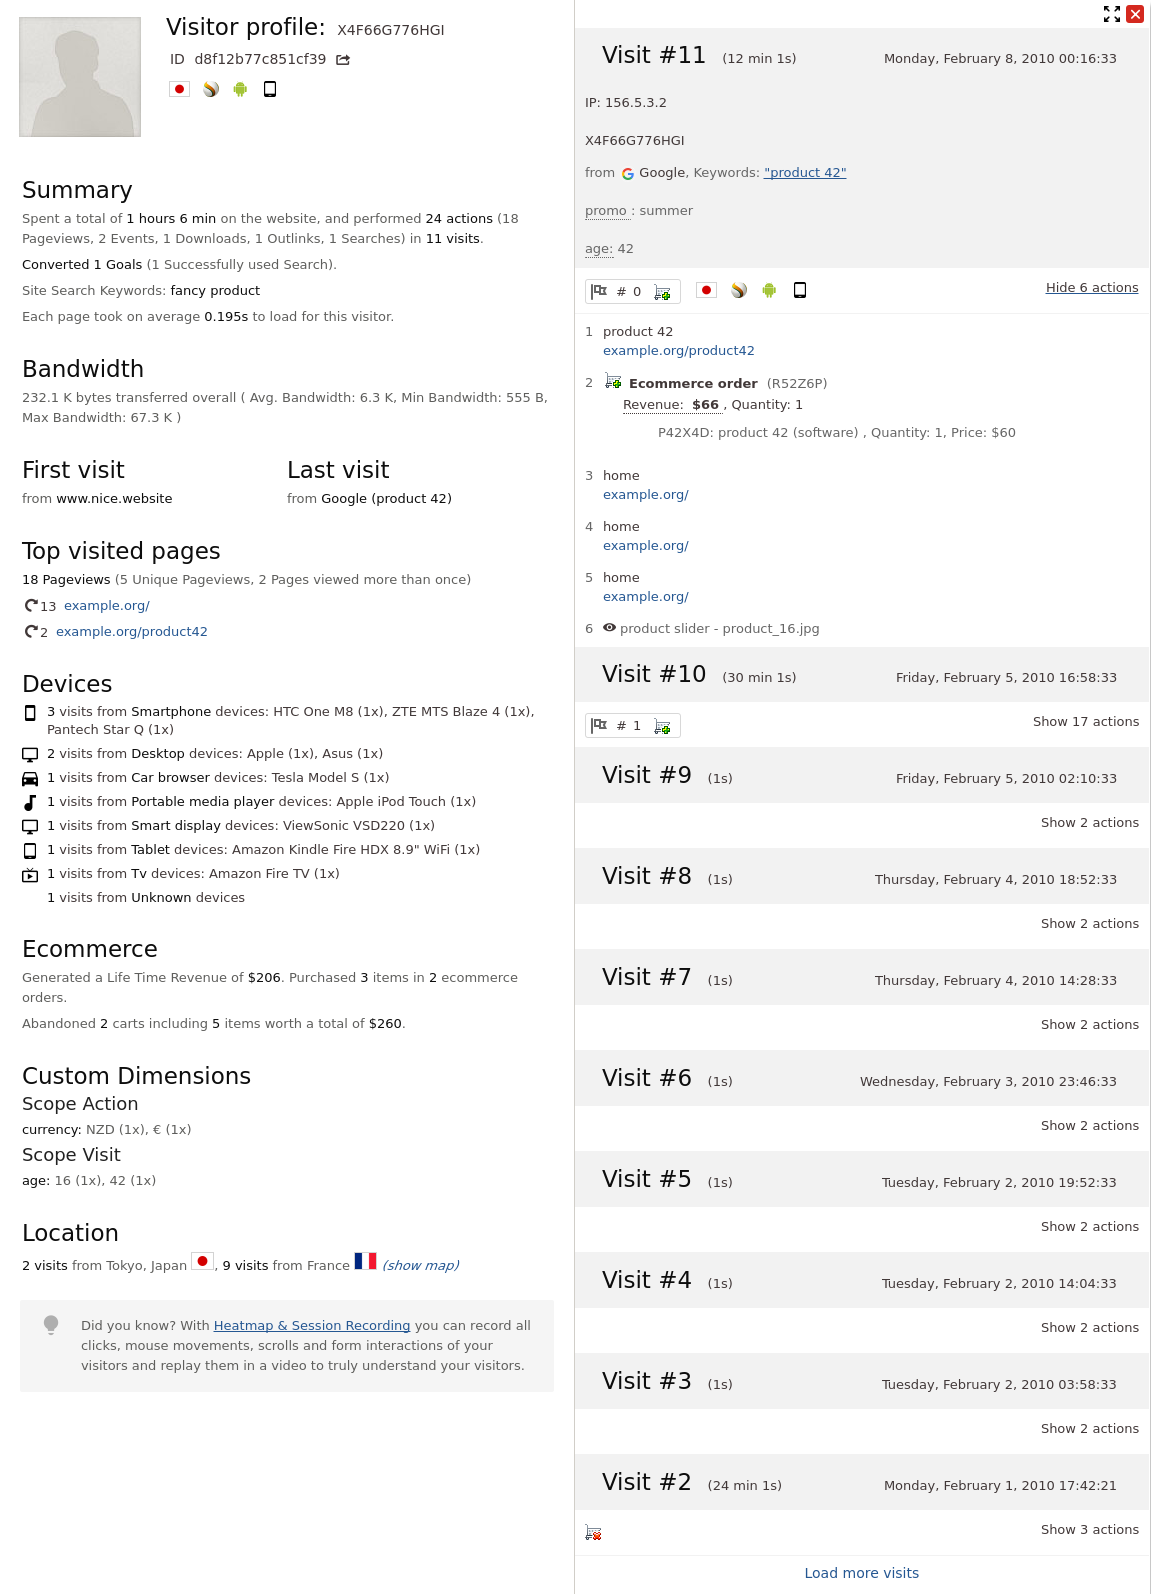 Visitor profile: X4F66G776HGI
ID d8f12b77c851cf39
Summary
Spent a total of 1 hours 6 min on the website, and performed 24 actions (18
Pageviews, 2 Events, 1 Downloads, 1 Outlinks, 1 Searches) in 11 visits.
Converted 1 Goals (1 Successfully used Search).
Site Search Keywords: fancy product
Each page took on average 0.195s to load for this visitor.
Bandwidth
232.1 K bytes transferred overall ( Avg. Bandwidth: 6.3 K, Min Bandwidth: 555 B,
Max Bandwidth: 67.3 K )
First visit
from www.nice.website
Last visit
from Google (product 42)
Top visited pages
18 Pageviews (5 Unique Pageviews, 2 Pages viewed more than once)
13 example.org/
2 example.org/product42
Devices
3 visits from Smartphone devices: HTC One M8 (1x), ZTE MTS Blaze 4 (1x),
Pantech Star Q (1x)
2 visits from Desktop devices: Apple (1x), Asus (1x)
1 visits from Car browser devices: Tesla Model S (1x)
1 visits from Portable media player devices: Apple iPod Touch (1x)
1 visits from Smart display devices: ViewSonic VSD220 (1x)
1 visits from Tablet devices: Amazon Kindle Fire HDX 8.9" WiFi (1x)
1 visits from Tv devices: Amazon Fire TV (1x)
1 visits from Unknown devices
Ecommerce
Generated a Life Time Revenue of $206. Purchased 3 items in 2 ecommerce
orders.
Abandoned 2 carts including 5 items worth a total of $260.
Custom Dimensions
Scope Action
currency: NZD (1x), € (1x)
Scope Visit
age: 16 (1x), 42 (1x)
Location
2 visits from Tokyo, Japan , 9 visits from France (show map)
Did you know? With Heatmap & Session Recording you can record all
clicks, mouse movements, scrolls and form interactions of your
visitors and replay them in a video to truly understand your visitors.
Visit #11 (12 min 1s) Monday, February 8, 2010 00:16:33
IP: 156.5.3.2
X4F66G776HGI
from Google, Keywords: "product 42"
promo : summer
age: 42
# 0 Hide 6 actions
1 product 42
example.org/product42
2 Ecommerce order (R52Z6P)
Revenue: $66 , Quantity: 1
P42X4D: product 42 (software) , Quantity: 1, Price: $60
3 home
example.org/
4 home
example.org/
5 home
example.org/
6 product slider - product_16.jpg
Visit #10 (30 min 1s) Friday, February 5, 2010 16:58:33
# 1 Show 17 actions
Visit #9 (1s) Friday, February 5, 2010 02:10:33
Show 2 actions
Visit #8 (1s) Thursday, February 4, 2010 18:52:33
Show 2 actions
Visit #7 (1s) Thursday, February 4, 2010 14:28:33
Show 2 actions
Visit #6 (1s) Wednesday, February 3, 2010 23:46:33
Show 2 actions
Visit #5 (1s) Tuesday, February 2, 2010 19:52:33
Show 2 actions
Visit #4 (1s) Tuesday, February 2, 2010 14:04:33
Show 2 actions
Visit #3 (1s) Tuesday, February 2, 2010 03:58:33
Show 2 actions
Visit #2 (24 min 1s) Monday, February 1, 2010 17:42:21
Show 3 actions
Load more visits